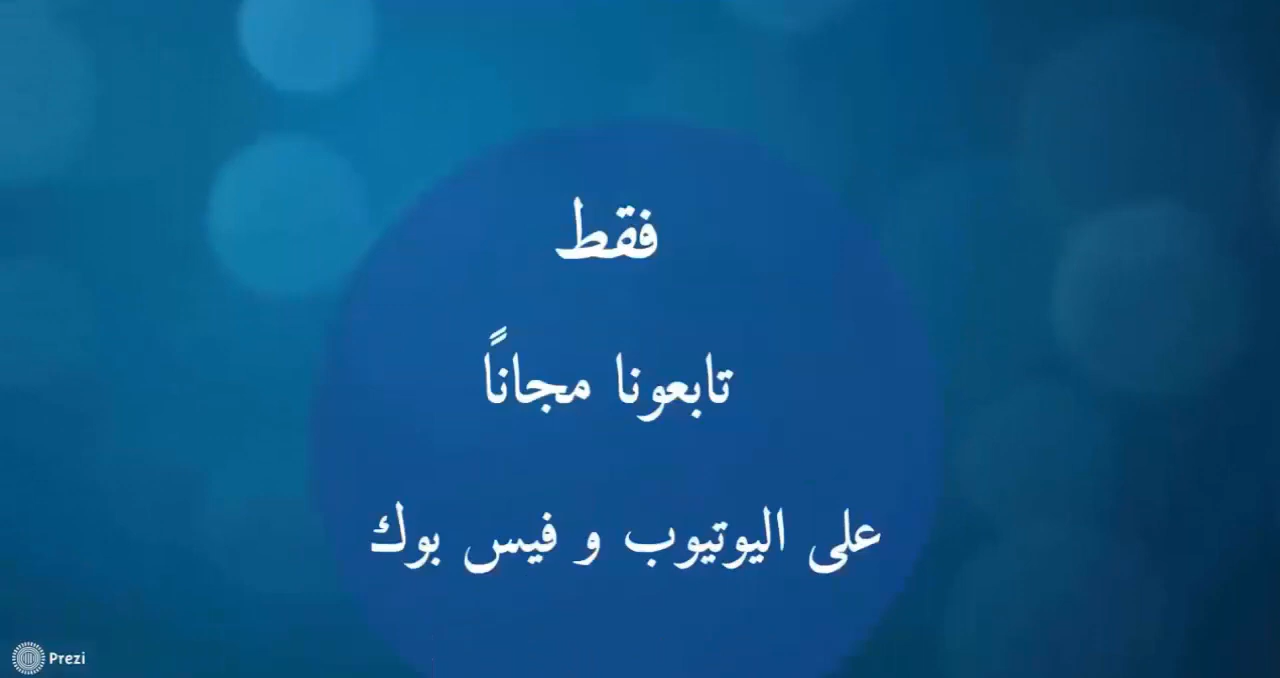 فقط
تابعونا مجاناً
على اليوتيوب و فيس بوك
Prezi